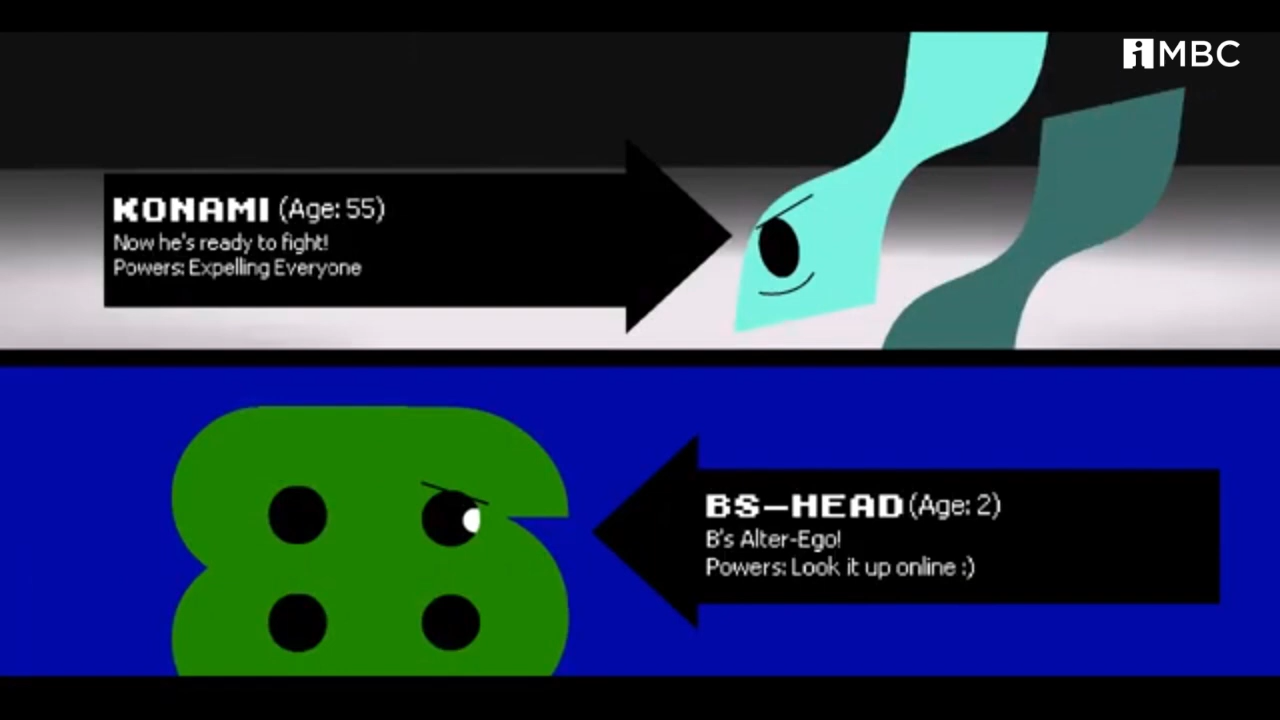 iMBC
KONAMI (Age: 55)
Now he's ready to fight!
Powers: Expelling Everyone
BS-HEAD (Age: 2)
B's Alter-Ego!
Powers: Look it up online :)